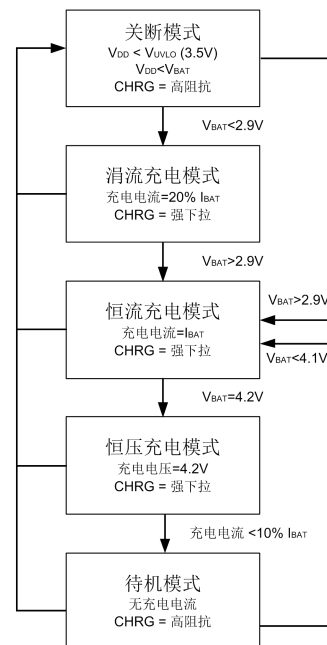 关断模式
VDD < VUVLO (3.5V)
VDD<VBAT
CHRG = 高阻抗
VBAT<2.9V
涓流充电模式
充电电流=20% IBAT
CHRG = 强下拉
VBAT>2.9V
恒流充电模式
充电电流=IBAT
CHRG = 强下拉
VBAT>2.9V
VBAT<4.1V
VBAT=4.2V
恒压充电模式
充电电压=4.2V
CHRG = 强下拉
充电电流 <10% IBAT
待机模式
无充电电流
CHRG = 高阻抗